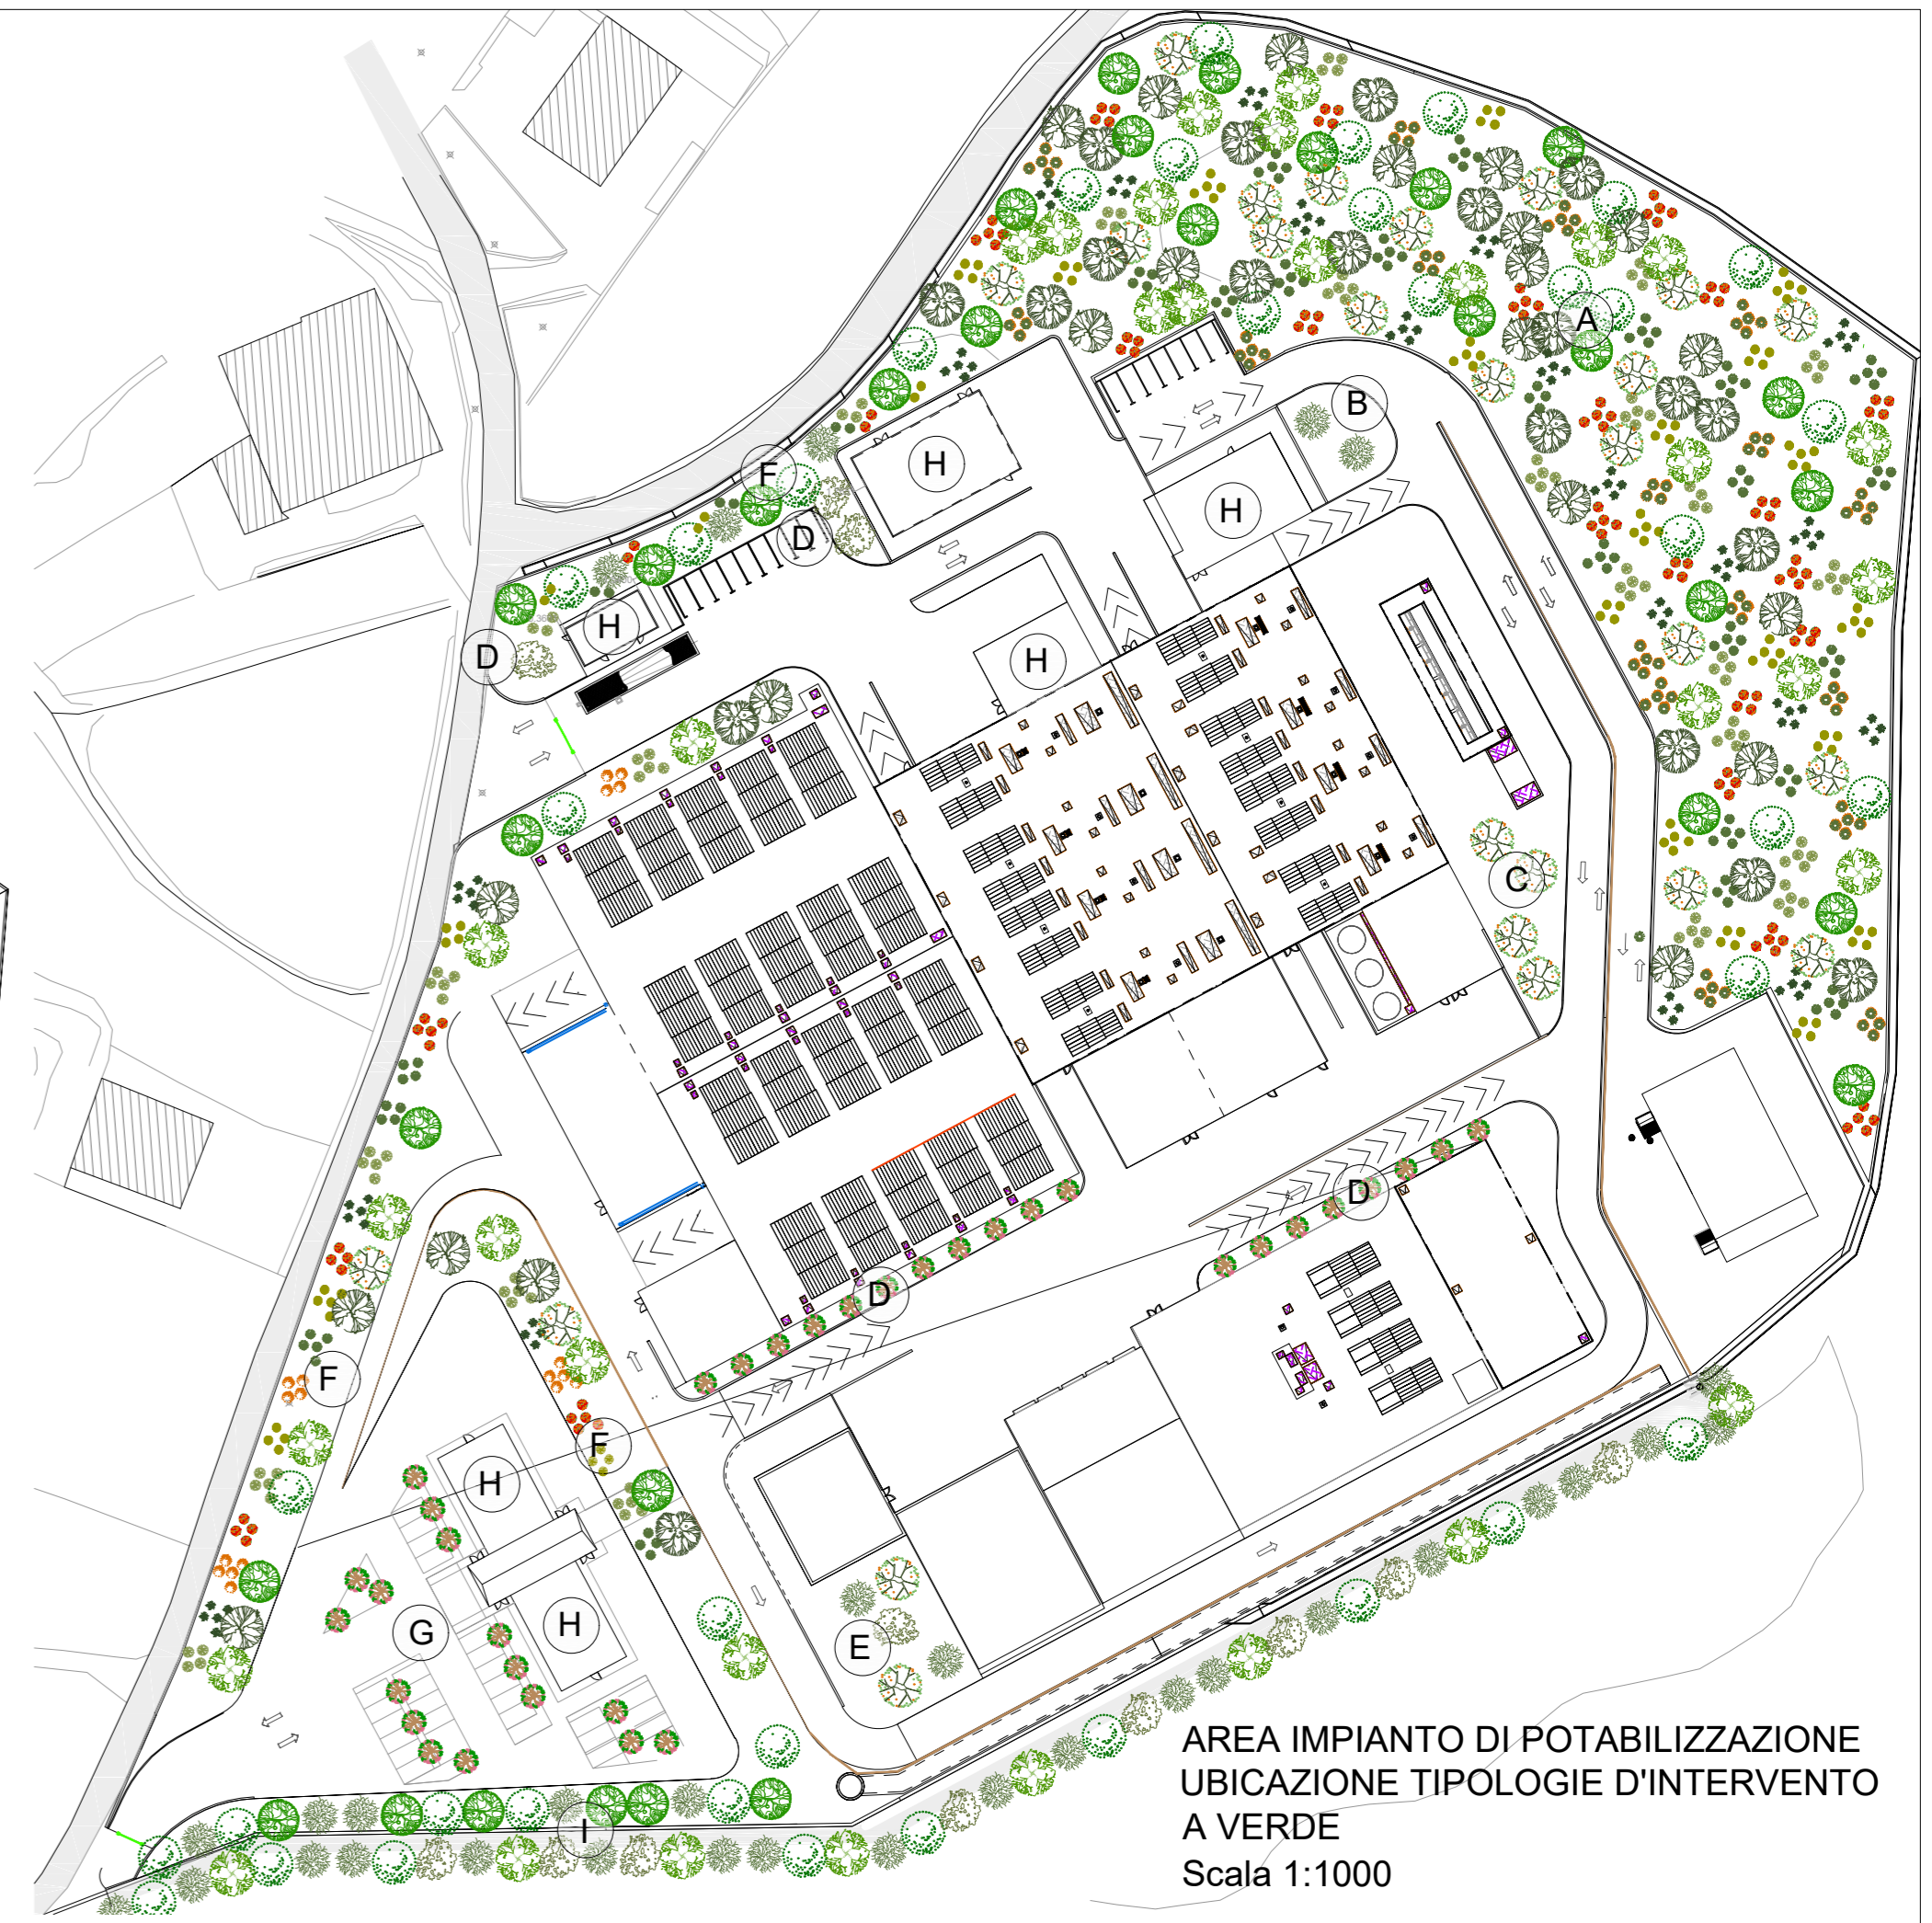 A
B
F
H
H
D
H
H
D
C
D
D
F
F
H
G
H
E
I
AREA IMPIANTO DI POTABILIZZAZIONE
UBICAZIONE TIPOLOGIE D'INTERVENTO
A VERDE
Scala 1:1000